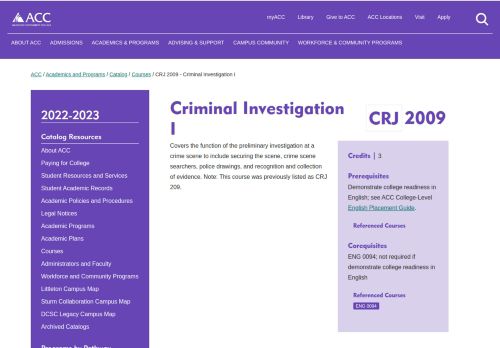 ACC
myACC Library Give to ACC ACC Locations Visit Apply
ABOUT ACC ADMISSIONS ACADEMICS & PROGRAMS ADVISING & SUPPORT CAMPUS COMMUNITY WORKFORCE & COMMUNITY PROGRAMS
ACC / Academics and Programs / Catalog / Courses / CRJ 2009 - Criminal Investigation I
2022-2023
Catalog Resources
About ACC
Paying for College
Student Resources and Services
Student Academic Records
Academic Policies and Procedures
Legal Notices
Academic Programs
Academic Plans
Courses
Administrators and Faculty
Workforce and Community Programs
Littleton Campus Map
Sturm Collaboration Campus Map
DCSC Legacy Campus Map
Archived Catalogs
Criminal Investigation
I
Covers the function of the preliminary investigation at a
crime scene to include securing the scene, crime scene
searchers, police drawings, and recognition and collection
of evidence. Note: This course was previously listed as CRJ
209.
CRJ 2009
Credits | 3
Prerequisites
Demonstrate college readiness in
English; see ACC College-Level
English Placement Guide.
Referenced Courses
Corequisites
ENG 0094; not required if
demonstrate college readiness in
English
Referenced Courses
ENG 0094